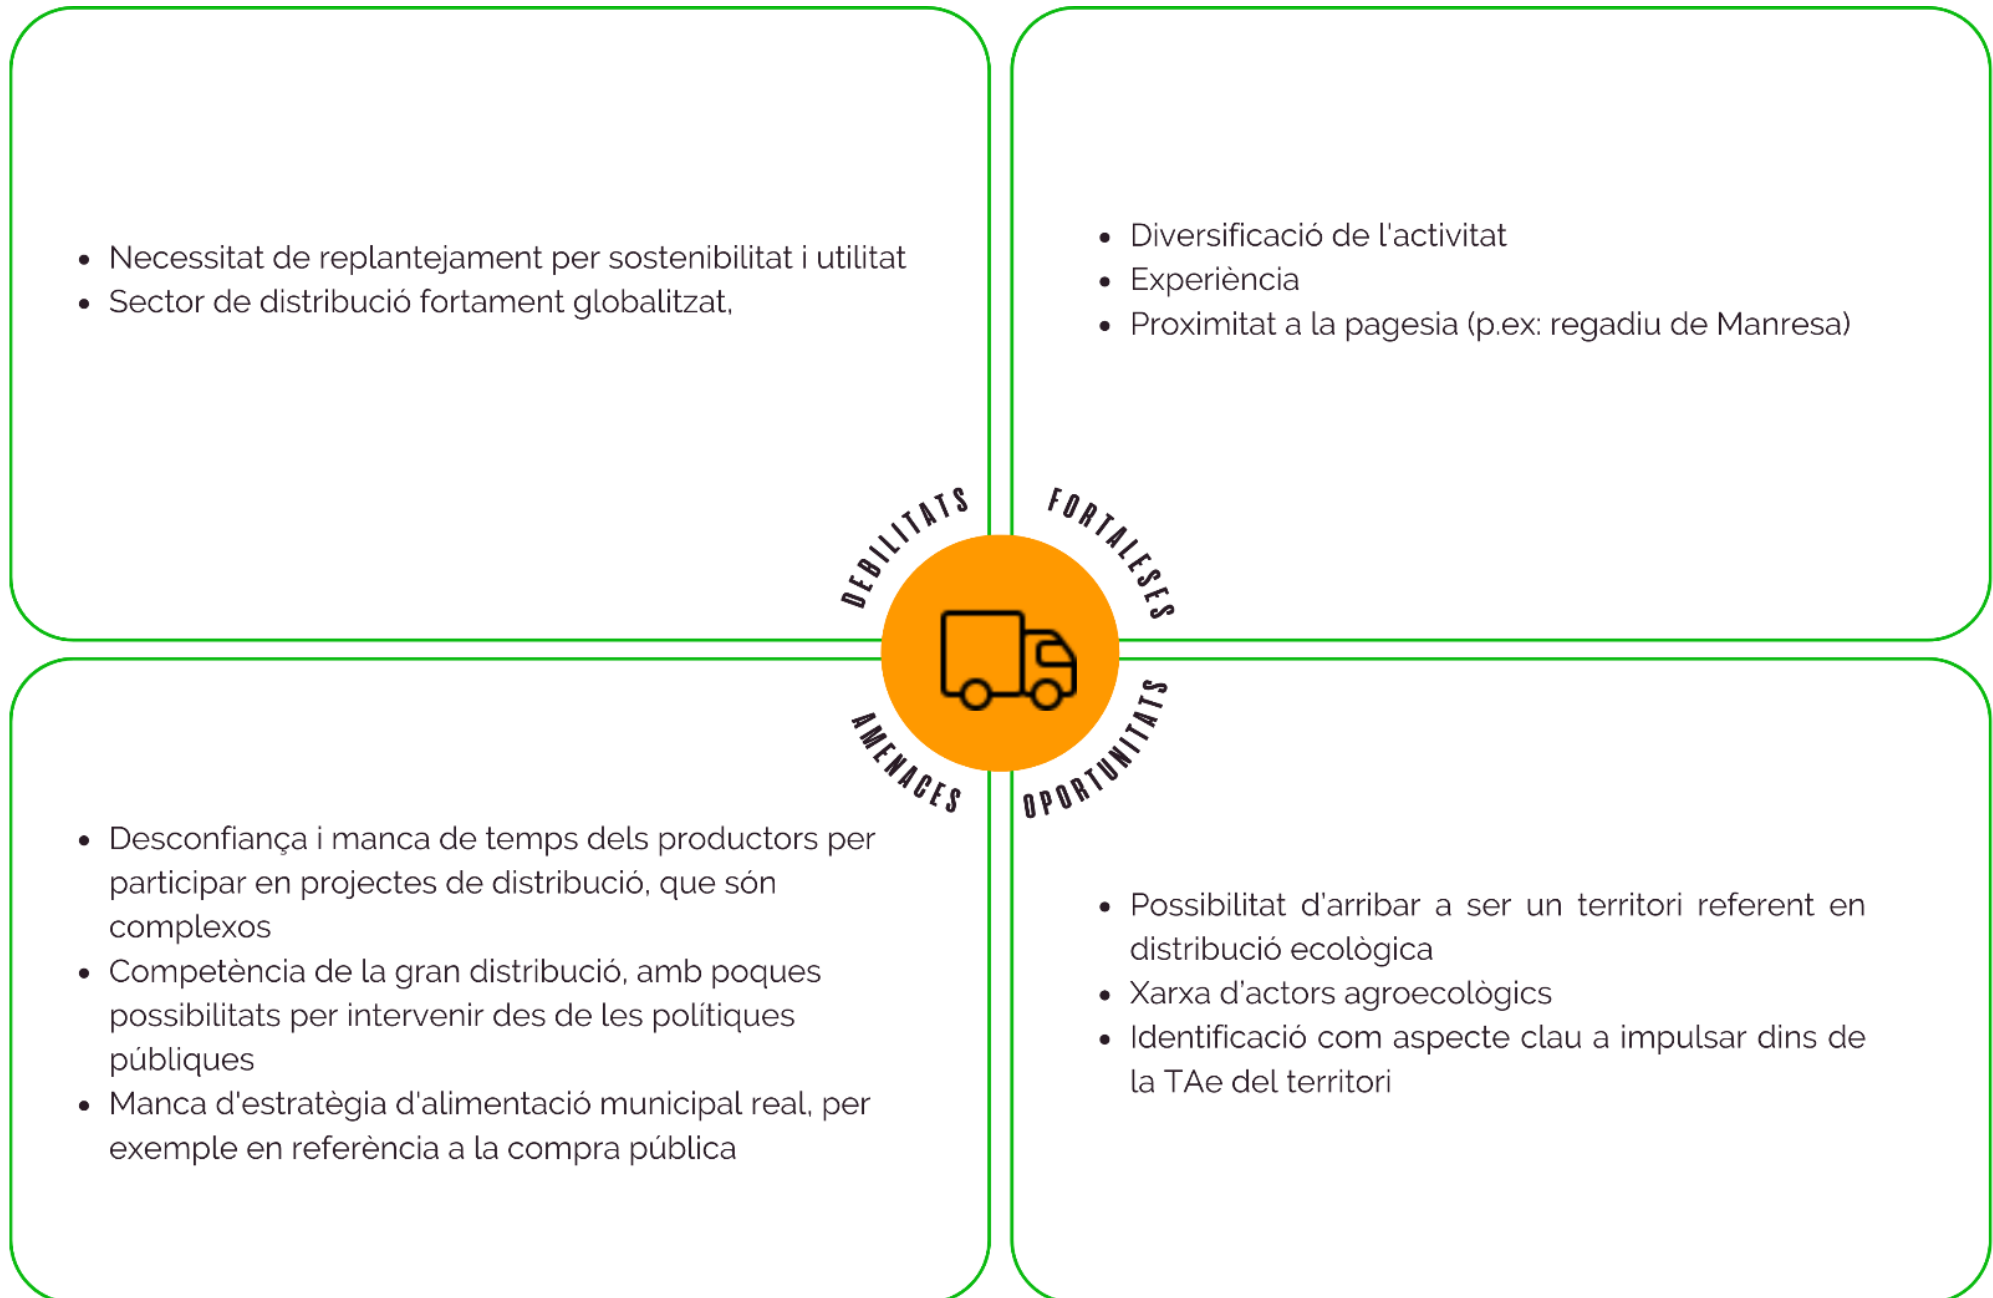 • Necessitat de replantejament per sostenibilitat i utilitat
• Sector de distribució fortament globalitzat,
• Diversificació de l'activitat
• Experiència
• Proximitat a la pagesia (p.ex: regadiu de Manresa)
DEBILITATS
FORTALESES
AMENACES
OPORTUNITATS
• Desconfiança i manca de temps dels productors per
participar en projectes de distribució, que són
complexos
• Competència de la gran distribució, amb poques
possibilitats per intervenir des de les polítiques
públiques
• Manca d'estratègia d'alimentació municipal real, per
exemple en referència a la compra pública
• Possibilitat d’arribar a ser un territori referent en
distribució ecològica
• Xarxa d’actors agroecològics
• Identificació com aspecte clau a impulsar dins de
la TAe del territori